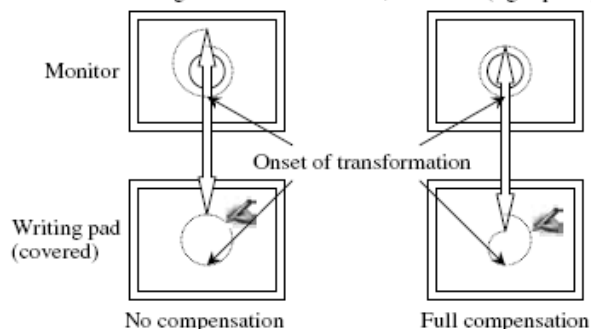 Monitor
Onset of transformation
Writing pad
(covered)
No compensation Full compensation